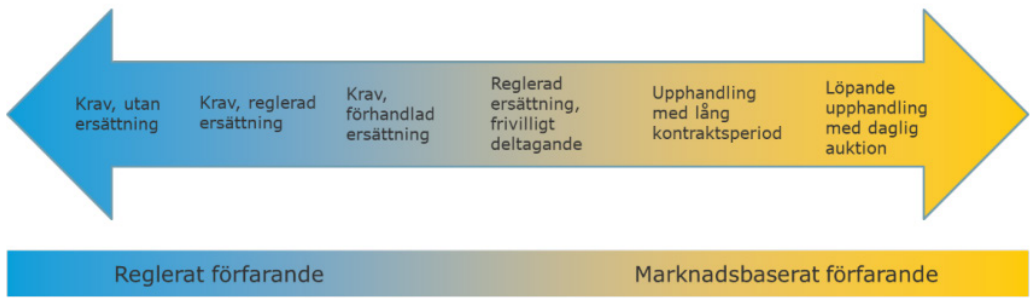 Krav, utan
ersättning
Krav, reglerad
ersättning
Krav,
förhandlad
ersättning
Reglerad
ersättning,
frivilligt
deltagande
Upphandling
med lång
kontraktsperiod
Löpande
upphandling
med daglig
auktion
Reglerat förfarande
Marknadsbaserat förfarande